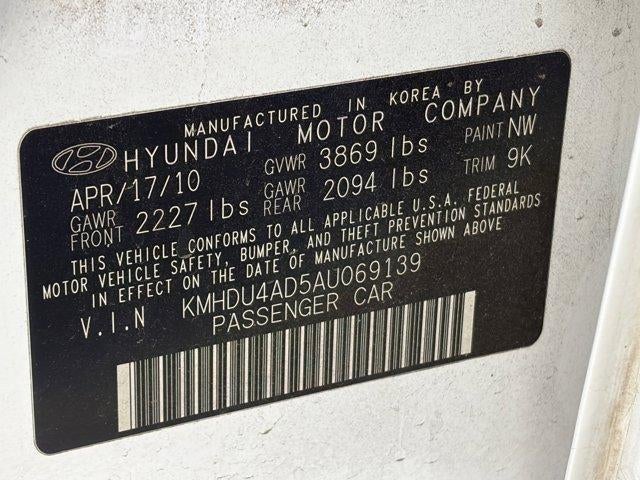 MANUFACTURED IN KOREA BY
HYUNDAI MOTOR COMPANY
APR/17/10 GVWR 3869 lbs PAINT NW
GAWR FRONT 2227 lbs GAWR REAR 2094 lbs TRIM 9K
THIS VEHICLE CONFORMS TO ALL APPLICABLE U.S.A. FEDERAL
MOTOR VEHICLE SAFETY, BUMPER, AND THEFT PREVENTION STANDARDS
IN EFFECT ON THE DATE OF MANUFACTURE SHOWN ABOVE
V.I.N KMHDU4AD5AU069139
PASSENGER CAR